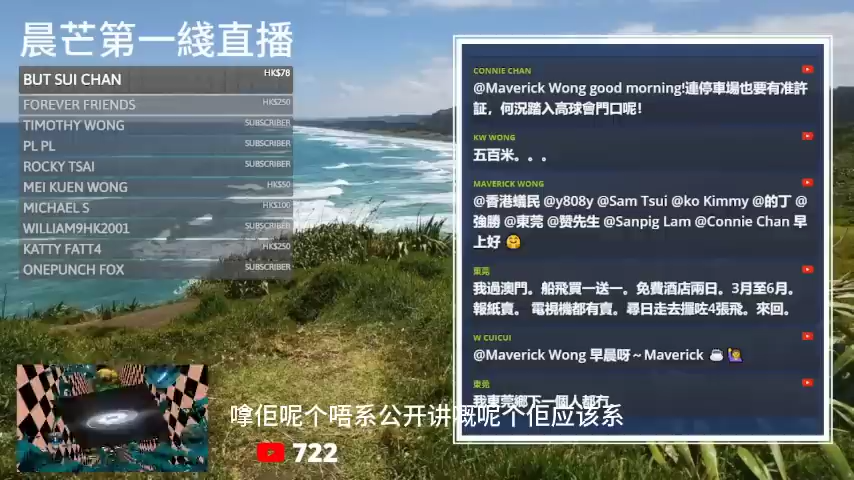 晨芒第一綫直播
BUT SUI CHAN HK$78
FOREVER FRIENDS HK$250
TIMOTHY WONG SUBSCRIBER
PL PL SUBSCRIBER
ROCKY TSAI SUBSCRIBER
MEI KUEN WONG HK$50
MICHAEL S HK$100
WILLIAM9HK2001 SUBSCRIBER
KATTY FATT4 HK$250
ONEPUNCH FOX SUBSCRIBER
CONNIE CHAN
@Maverick Wong good morning!連停車場也要有准許
証，何況踏入高球會門口呢!
KW WONG
五百米。。。
MAVERICK WONG
@香港蟻民 @y808y @Sam Tsui @ko Kimmy @的丁 @
強勝 @東莞 @赞先生 @Sanpig Lam @Connie Chan 早
上好 🤗
東莞
我過澳門。船飛買一送一。免費酒店兩日。3月至6月。
報紙賣。 電視機都有賣。尋日走去攞咗4張飛。來回。
W CUICUI
@Maverick Wong 早晨呀 ~ Maverick ☕ 🙋
東莞
我東莞鄉下一個人都冇
嗱佢呢个唔系公开讲嘅呢个佢应该系
722